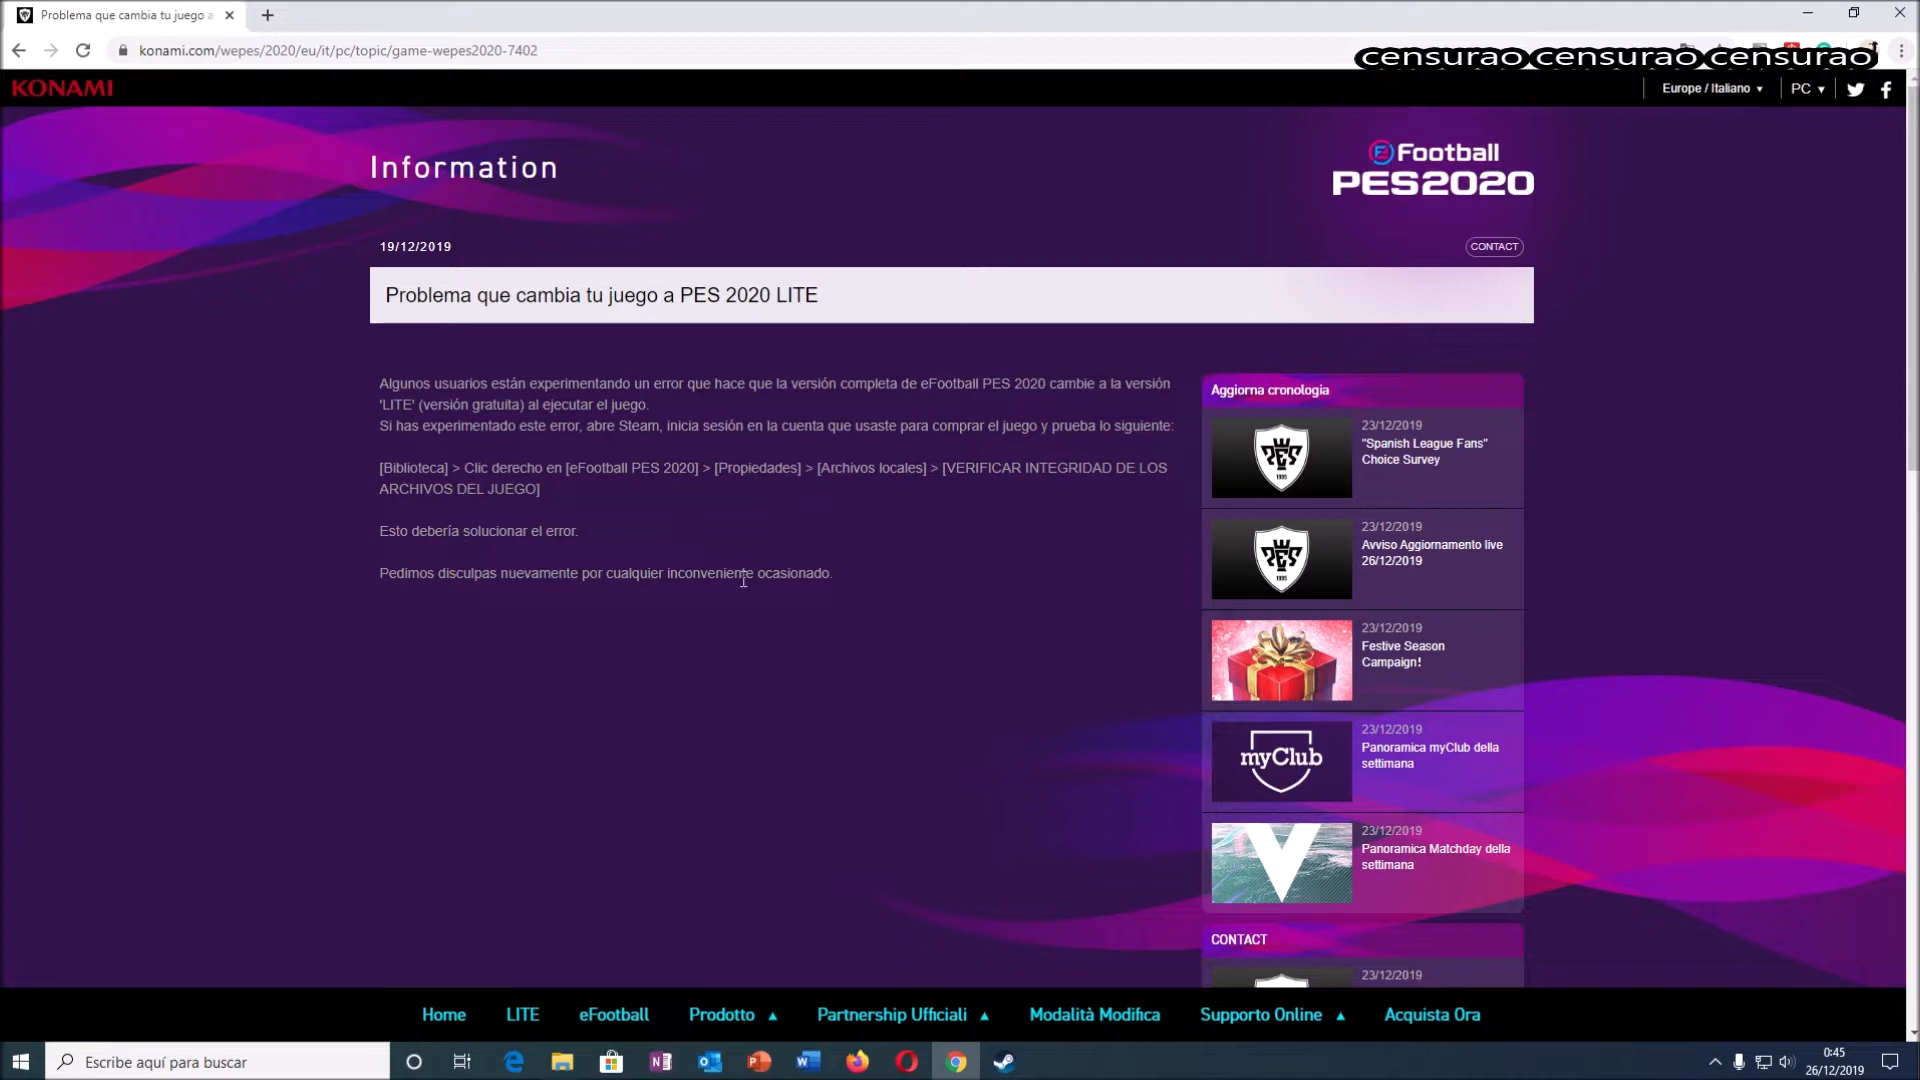 Problema que cambia tu juego a
konami.com/wepes/2020/eu/it/pc/topic/game-wepes2020-7402
censurao censurao censurao
KONAMI
Europe / Italiano ▼
PC ▼
Information
eFootball
PES2020
19/12/2019
CONTACT
Problema que cambia tu juego a PES 2020 LITE
Algunos usuarios están experimentando un error que hace que la versión completa de eFootball PES 2020 cambie a la versión
'LITE' (versión gratuita) al ejecutar el juego.
Si has experimentado este error, abre Steam, inicia sesión en la cuenta que usaste para comprar el juego y prueba lo siguiente:
[Biblioteca] > Clic derecho en [eFootball PES 2020] > [Propiedades] > [Archivos locales] > [VERIFICAR INTEGRIDAD DE LOS
ARCHIVOS DEL JUEGO]
Esto debería solucionar el error.
Pedimos disculpas nuevamente por cualquier inconveniente ocasionado.
Aggiorna cronologia
23/12/2019
"Spanish League Fans"
Choice Survey
23/12/2019
Avviso Aggiornamento live
26/12/2019
23/12/2019
Festive Season
Campaign!
myClub
23/12/2019
Panoramica myClub della
settimana
23/12/2019
Panoramica Matchday della
settimana
CONTACT
23/12/2019
Home LITE eFootball Prodotto ▲ Partnership Ufficiali ▲ Modalità Modifica Supporto Online ▲ Acquista Ora
Escribe aquí para buscar
0:45
26/12/2019